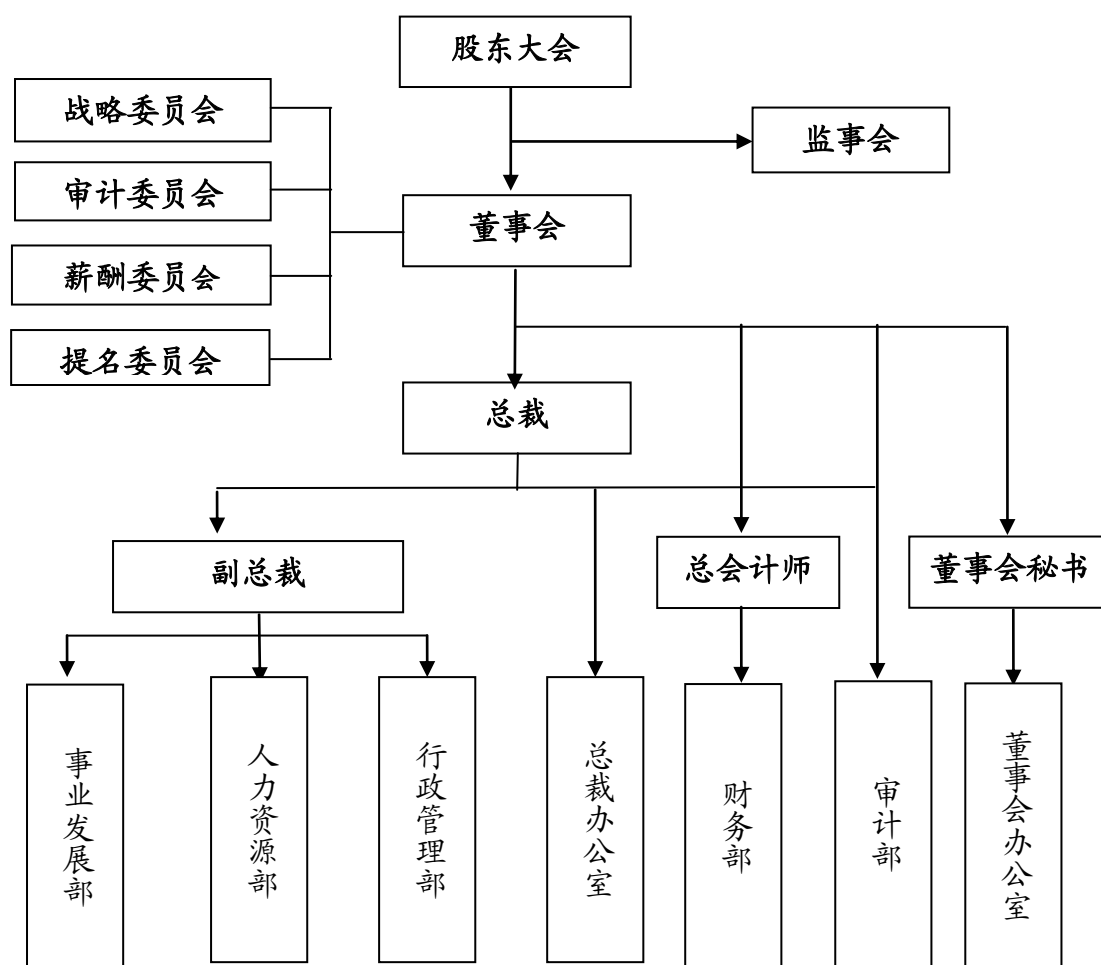 股东大会
战略委员会
监事会
审计委员会
董事会
薪酬委员会
提名委员会
总裁
副总裁
总会计师
董事会秘书
事业发展部
人力资源部
行政管理部
总裁办公室
财务部
审计部
董事会办公室